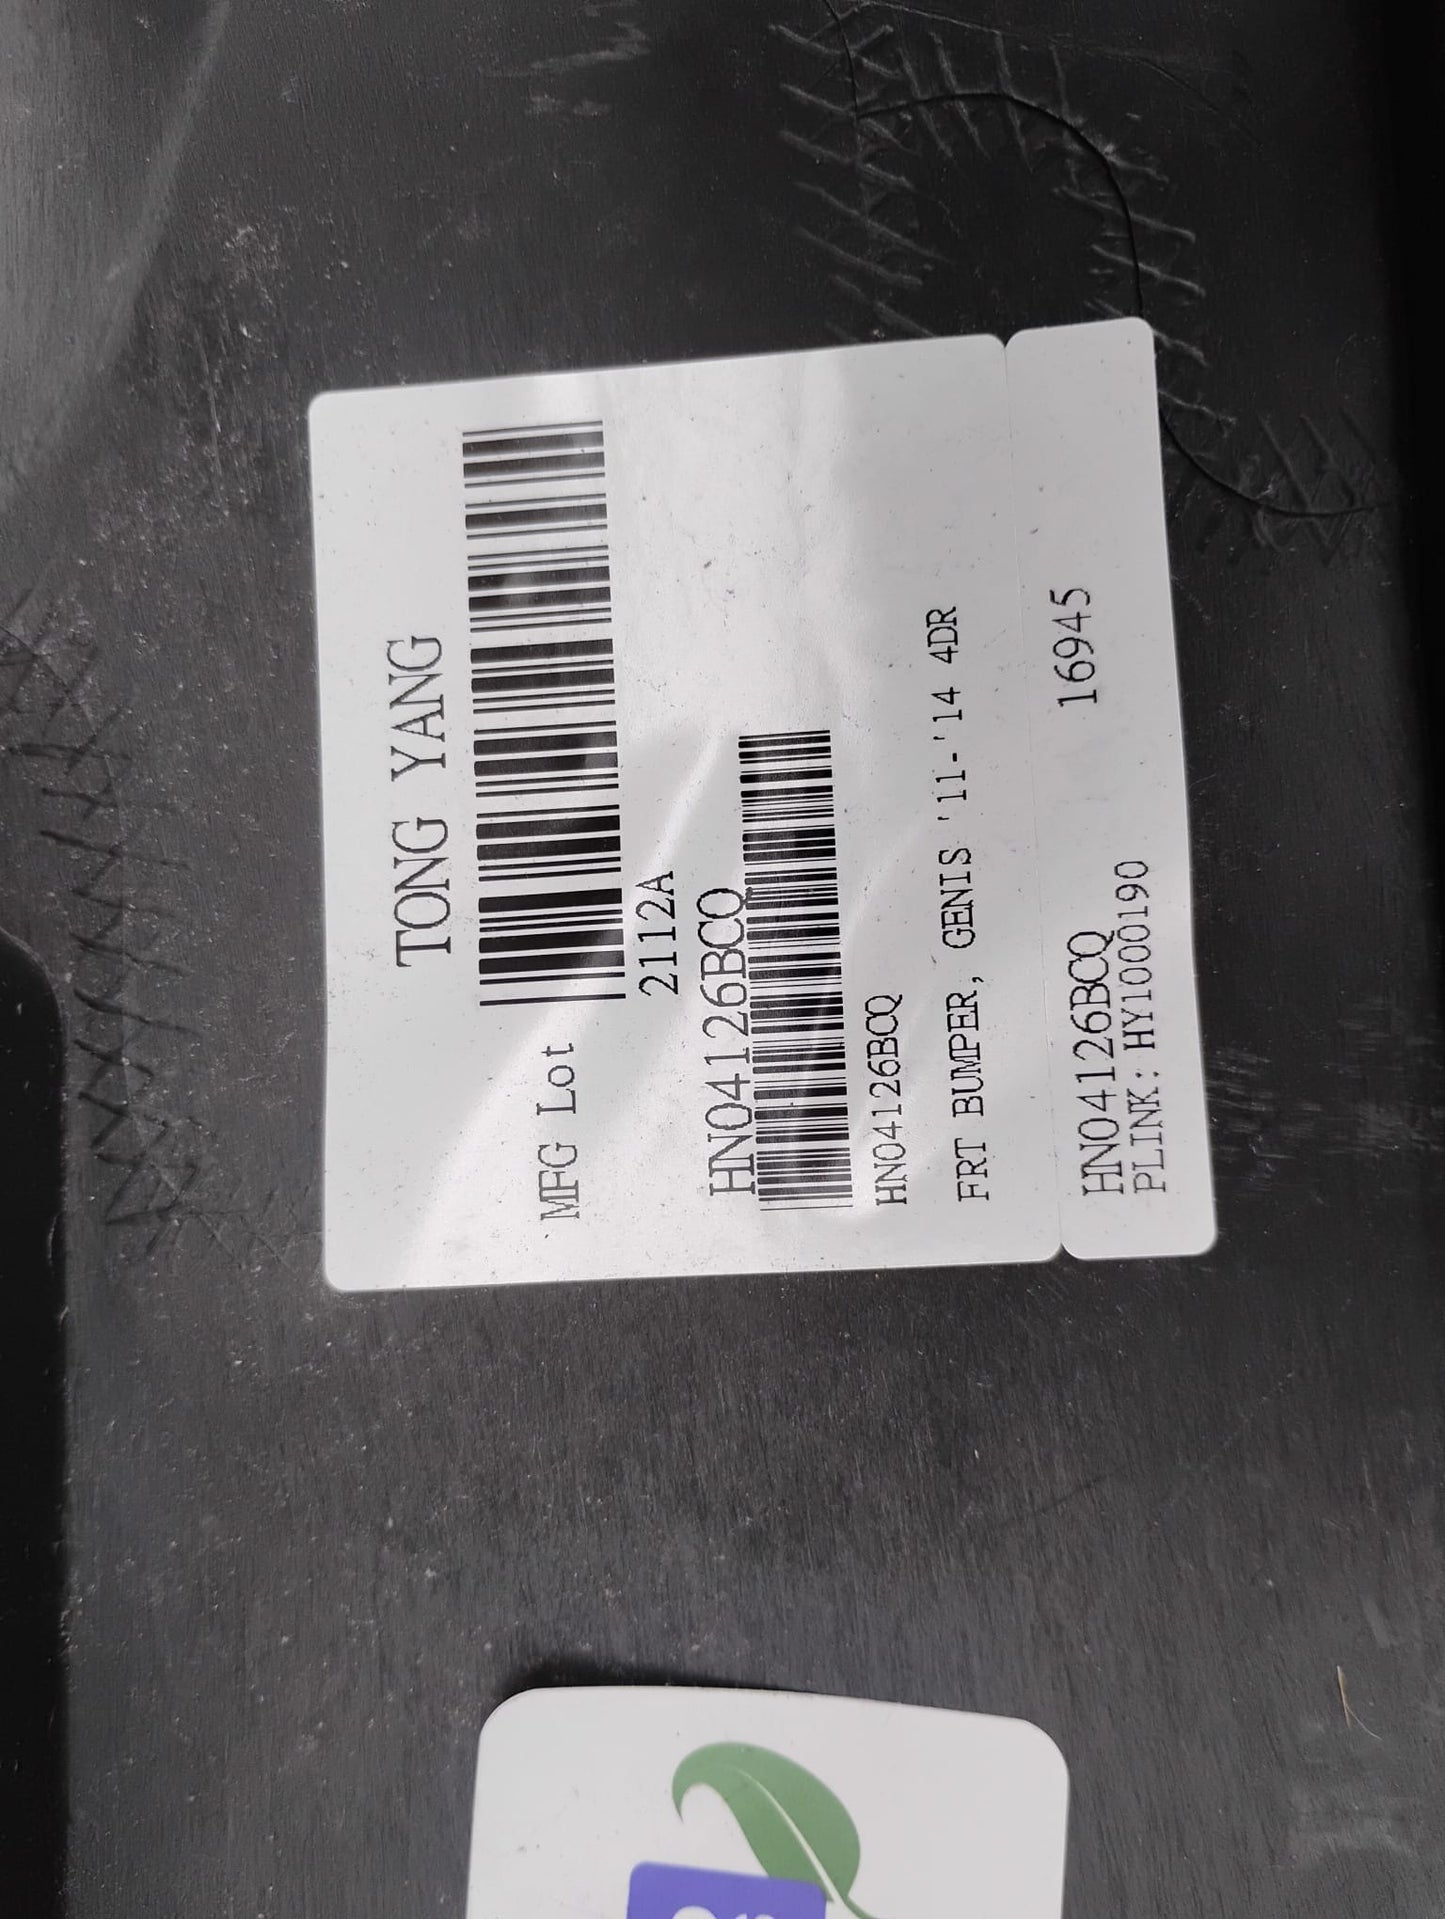 TONG YANG
MFG Lot
2112A
HN04126BCQ
HN04126BCQ
FRT BUMPER, GENIS '11-'14 4DR
HN04126BCQ 16945
PLINK: HY1000190